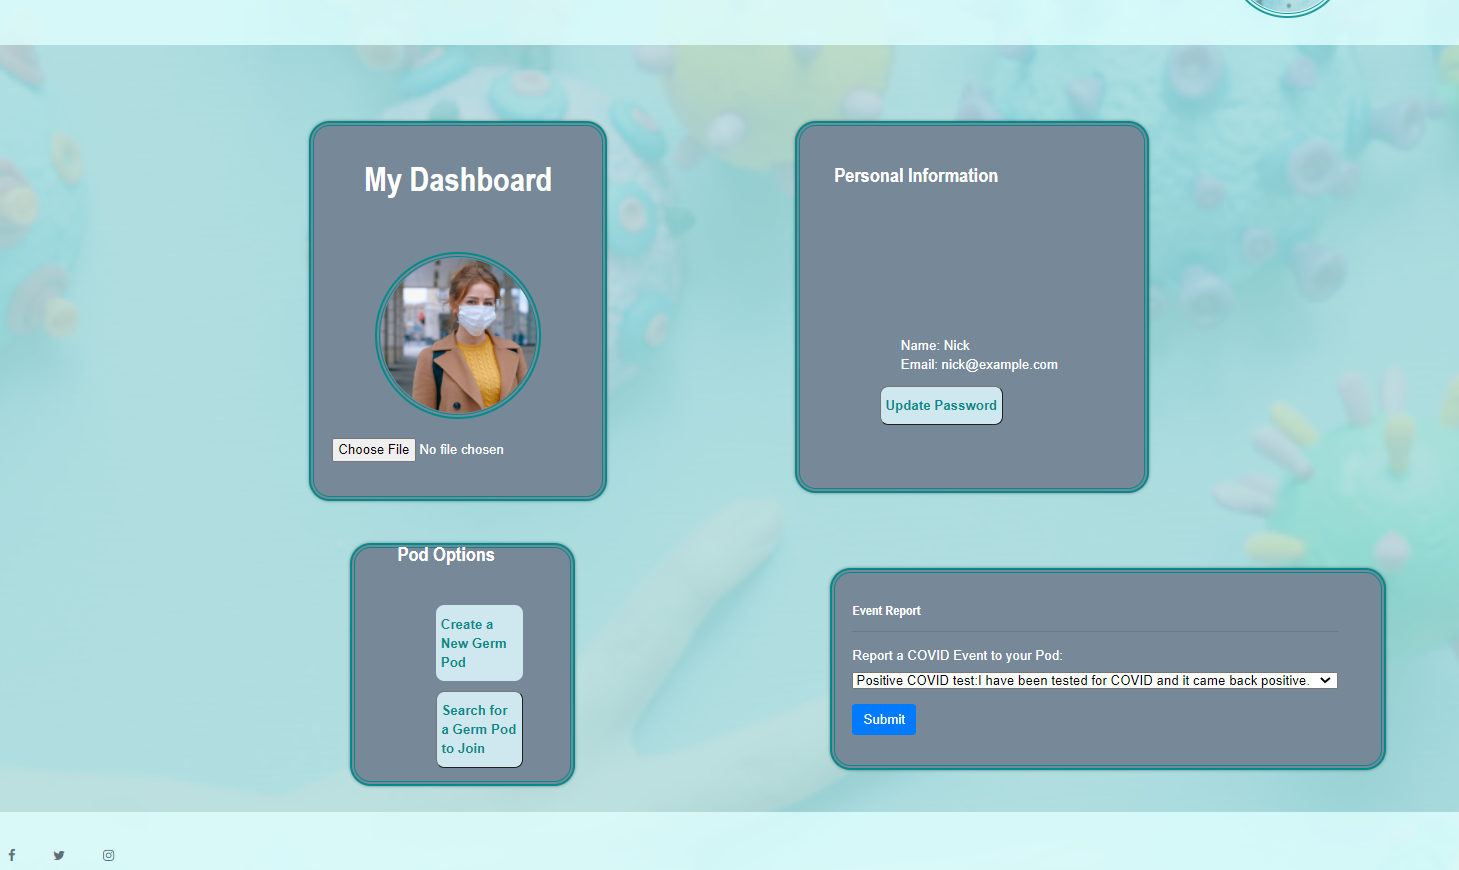 My Dashboard
Choose File No file chosen
Personal Information
Name: Nick
Email: nick@example.com
Update Password
Pod Options
Create a
New Germ
Pod
Search for
a Germ Pod
to Join
Event Report
Report a COVID Event to your Pod:
Positive COVID test:I have been tested for COVID and it came back positive.
Submit